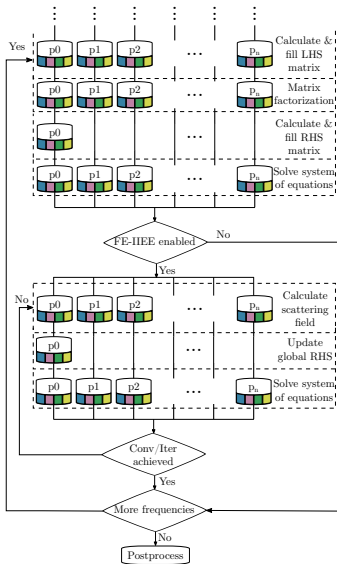 Yes
p0 p1 p2 ... pn
Calculate &
fill LHS
matrix
p0 p1 p2 ... pn
Matrix
factorization
p0 ...
Calculate &
fill RHS
matrix
p0 p1 p2 ... pn
Solve system
of equations
FE-IIEE enabled
No
Yes
No
p0 p1 p2 ... pn
Calculate
scattering
field
p0 ...
Update
global RHS
p0 p1 p2 ... pn
Solve system
of equations
Conv/Iter
achieved
Yes
More frequencies
No
Postprocess